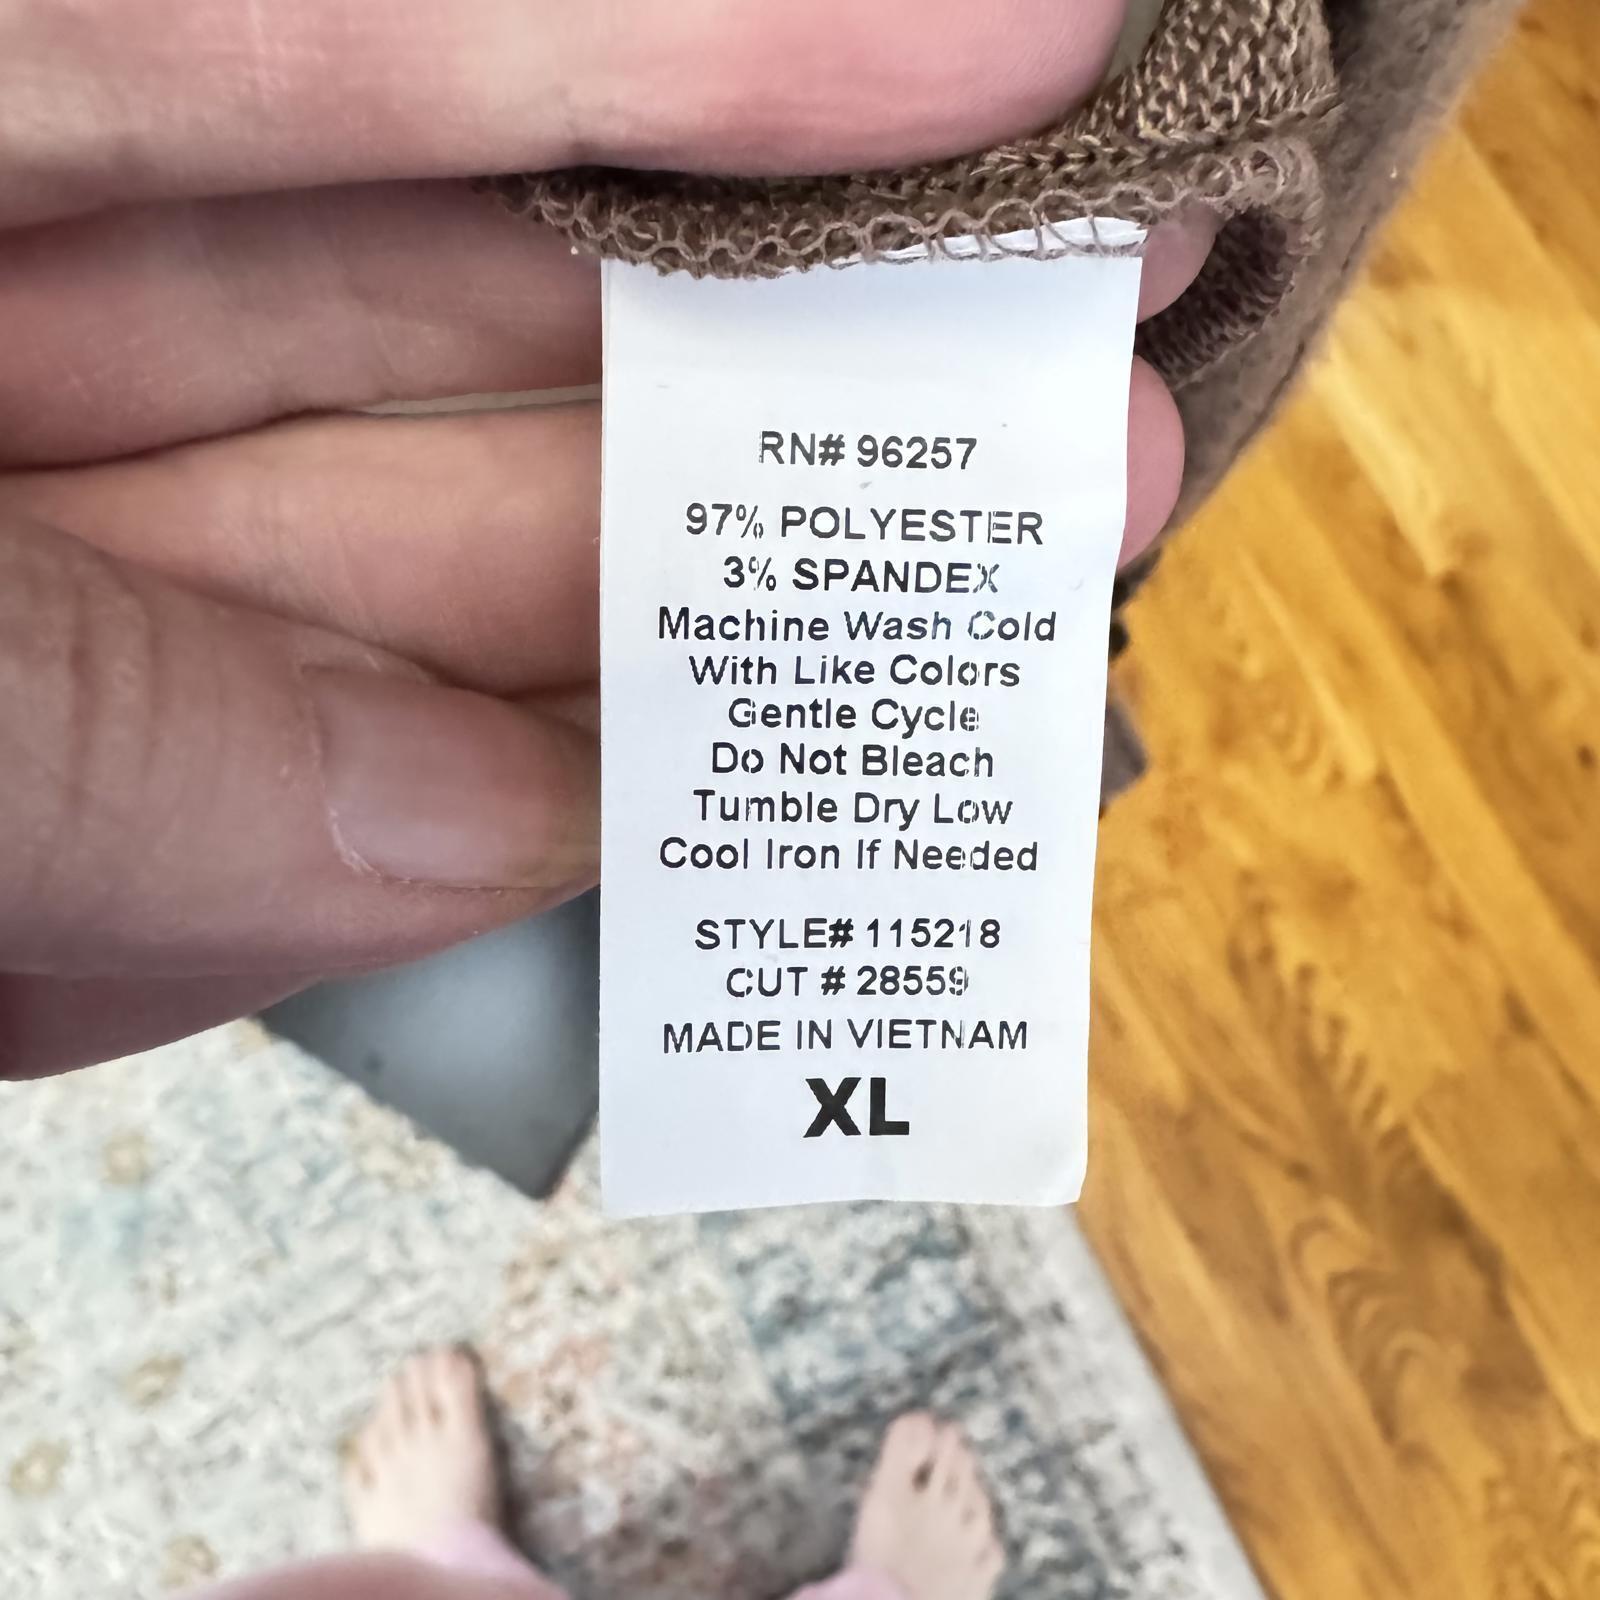 RN# 96257
97% POLYESTER
3% SPANDEX
Machine Wash Cold
With Like Colors
Gentle Cycle
Do Not Bleach
Tumble Dry Low
Cool Iron If Needed
STYLE# 115218
CUT # 28559
MADE IN VIETNAM
XL